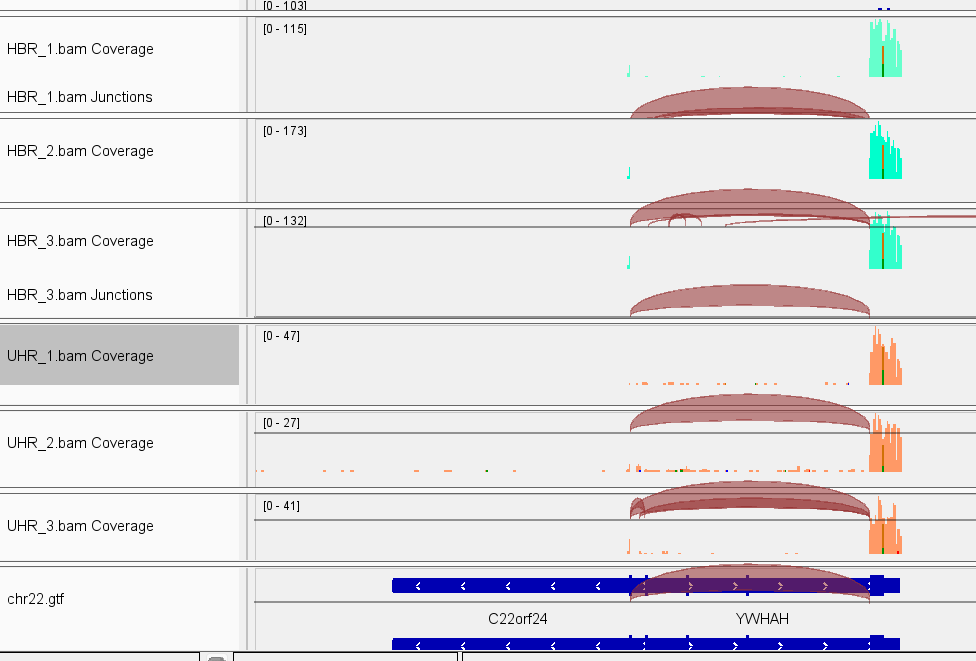 [0 - 103]
[0 - 115]
HBR_1.bam Coverage
HBR_1.bam Junctions
[0 - 173]
HBR_2.bam Coverage
[0 - 132]
HBR_3.bam Coverage
HBR_3.bam Junctions
[0 - 47]
UHR_1.bam Coverage
[0 - 27]
UHR_2.bam Coverage
[0 - 41]
UHR_3.bam Coverage
chr22.gtf
C22orf24 YWHAH